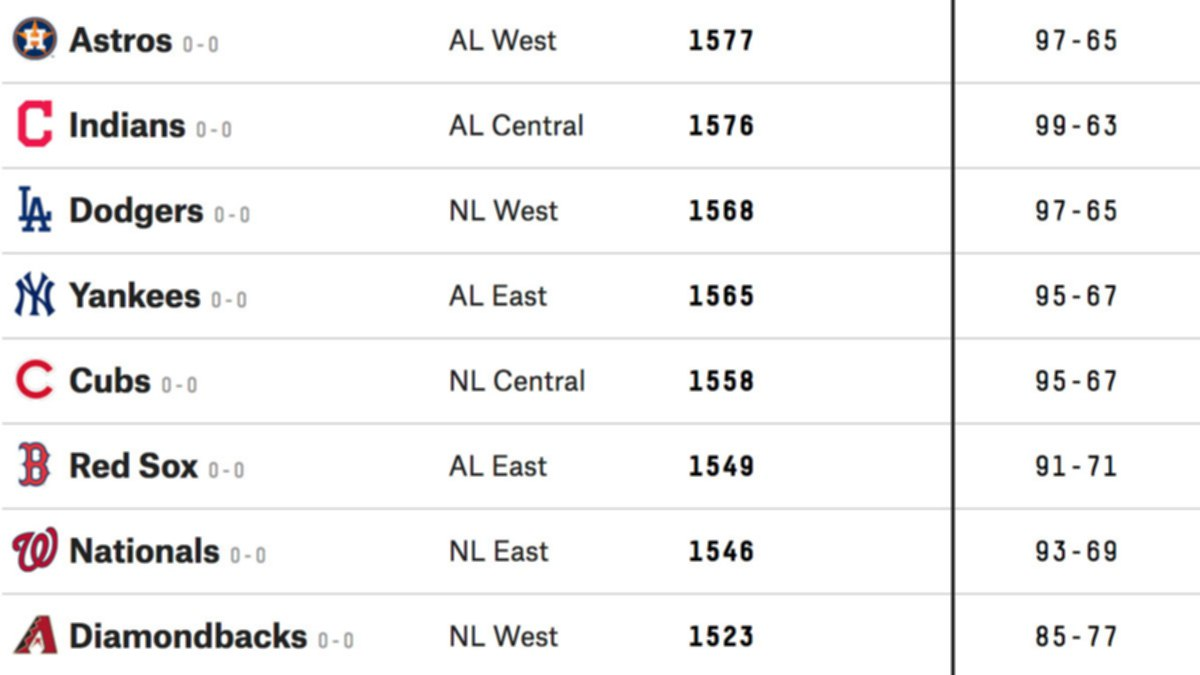 Astros 0-0 AL West 1577 97-65
Indians 0-0 AL Central 1576 99-63
Dodgers 0-0 NL West 1568 97-65
Yankees 0-0 AL East 1565 95-67
Cubs 0-0 NL Central 1558 95-67
Red Sox 0-0 AL East 1549 91-71
Nationals 0-0 NL East 1546 93-69
Diamondbacks 0-0 NL West 1523 85-77